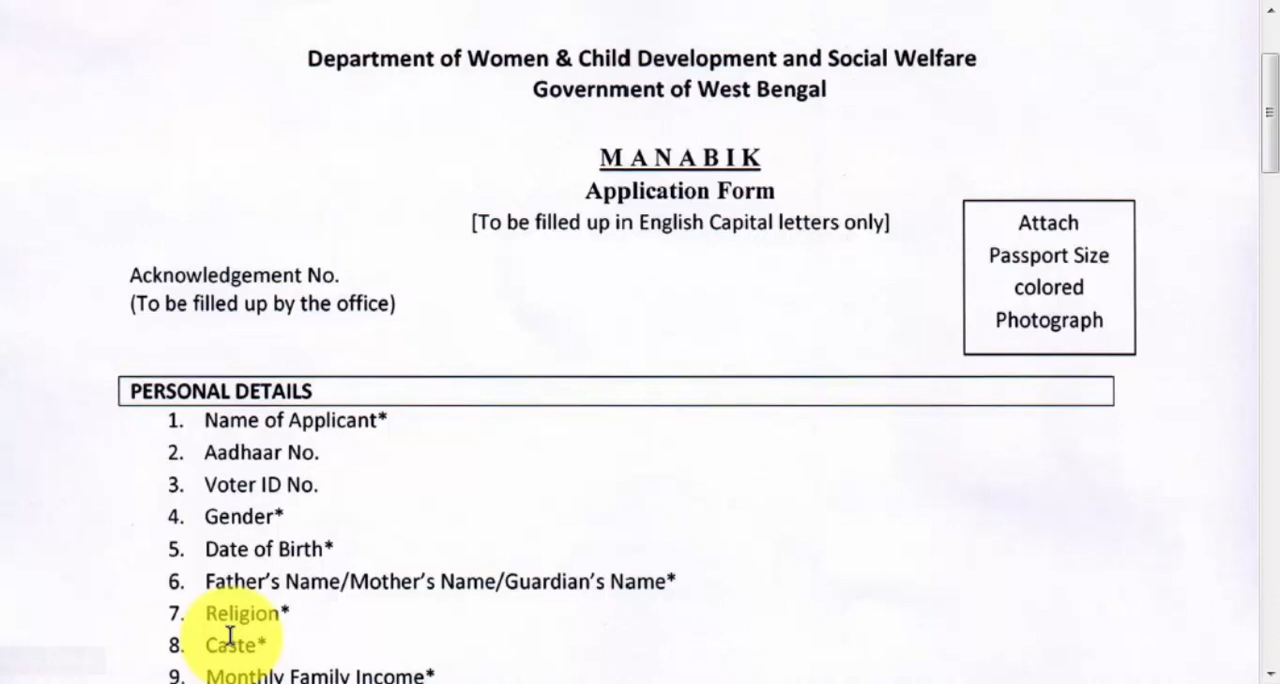 Department of Women & Child Development and Social Welfare
Government of West Bengal
M A N A B I K
Application Form
[To be filled up in English Capital letters only]
Attach
Passport Size
colored
Photograph
Acknowledgement No.
(To be filled up by the office)
PERSONAL DETAILS
1. Name of Applicant*
2. Aadhaar No.
3. Voter ID No.
4. Gender*
5. Date of Birth*
6. Father's Name/Mother's Name/Guardian's Name*
7. Religion*
8. Caste*
9. Monthly Family Income*